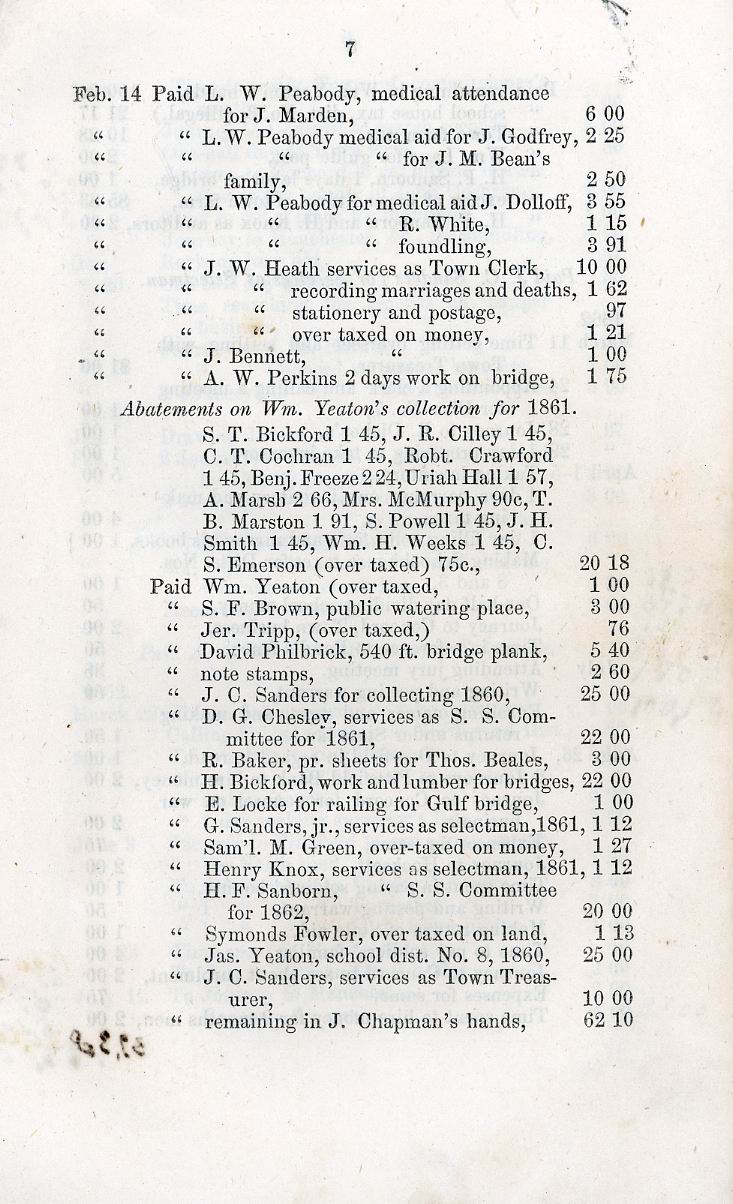 7
Feb. 14 Paid L. W. Peabody, medical attendance
for J. Marden, 6 00
“ “ L. W. Peabody medical aid for J. Godfrey, 2 25
“ “ “ “ for J. M. Bean's
family, 2 50
“ “ L. W. Peabody for medical aid J. Dolloff, 3 55
“ “ “ “ R. White, 1 15
“ “ “ “ foundling, 3 91
“ “ J. W. Heath services as Town Clerk, 10 00
“ “ “ recording marriages and deaths, 1 62
“ “ “ stationery and postage, 97
“ “ “ over taxed on money, 1 21
“ “ J. Bennett, “ 1 00
“ “ A. W. Perkins 2 days work on bridge, 1 75
Abatements on Wm. Yeaton's collection for 1861.
S. T. Bickford 1 45, J. R. Cilley 1 45,
C. T. Cochran 1 45, Robt. Crawford
1 45, Benj. Freeze 2 24, Uriah Hall 1 57,
A. Marsh 2 66, Mrs. McMurphy 90c, T.
B. Marston 1 91, S. Powell 1 45, J. H.
Smith 1 45, Wm. H. Weeks 1 45, C.
S. Emerson (over taxed) 75c., 20 18
Paid Wm. Yeaton (over taxed, 1 00
“ S. F. Brown, public watering place, 3 00
“ Jer. Tripp, (over taxed,) 76
“ David Philbrick, 540 ft. bridge plank, 5 40
“ note stamps, 2 60
“ J. C. Sanders for collecting 1860, 25 00
“ D. G. Chesley, services as S. S. Com-
mittee for 1861, 22 00
“ R. Baker, pr. sheets for Thos. Beales, 3 00
“ H. Bickford, work and lumber for bridges, 22 00
“ E. Locke for railing for Gulf bridge, 1 00
“ G. Sanders, jr., services as selectman, 1861, 1 12
“ Sam'l. M. Green, over-taxed on money, 1 27
“ Henry Knox, services as selectman, 1861, 1 12
“ H. F. Sanborn, “ S. S. Committee
for 1862, 20 00
“ Symonds Fowler, over taxed on land, 1 13
“ Jas. Yeaton, school dist. No. 8, 1860, 25 00
“ J. C. Sanders, services as Town Treas-
urer, 10 00
“ remaining in J. Chapman's hands, 62 10